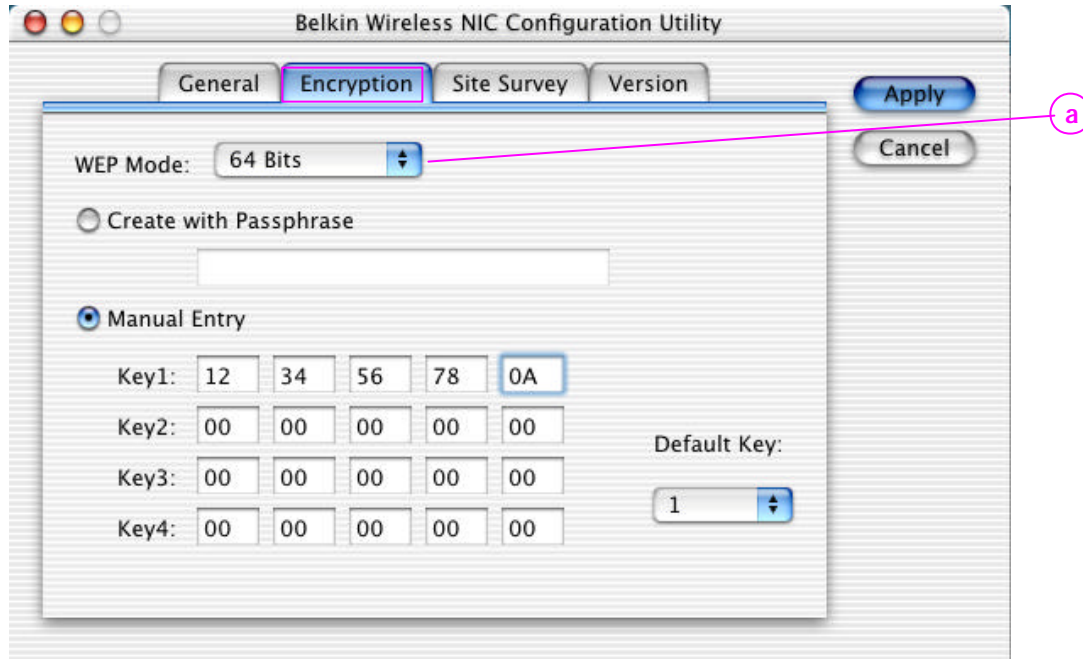 Belkin Wireless NIC Configuration Utility
General Encryption Site Survey Version
Apply
a
WEP Mode: 64 Bits
Cancel
Create with Passphrase
Manual Entry
Key1: 12 34 56 78 0A
Key2: 00 00 00 00 00
Default Key:
Key3: 00 00 00 00 00
1
Key4: 00 00 00 00 00